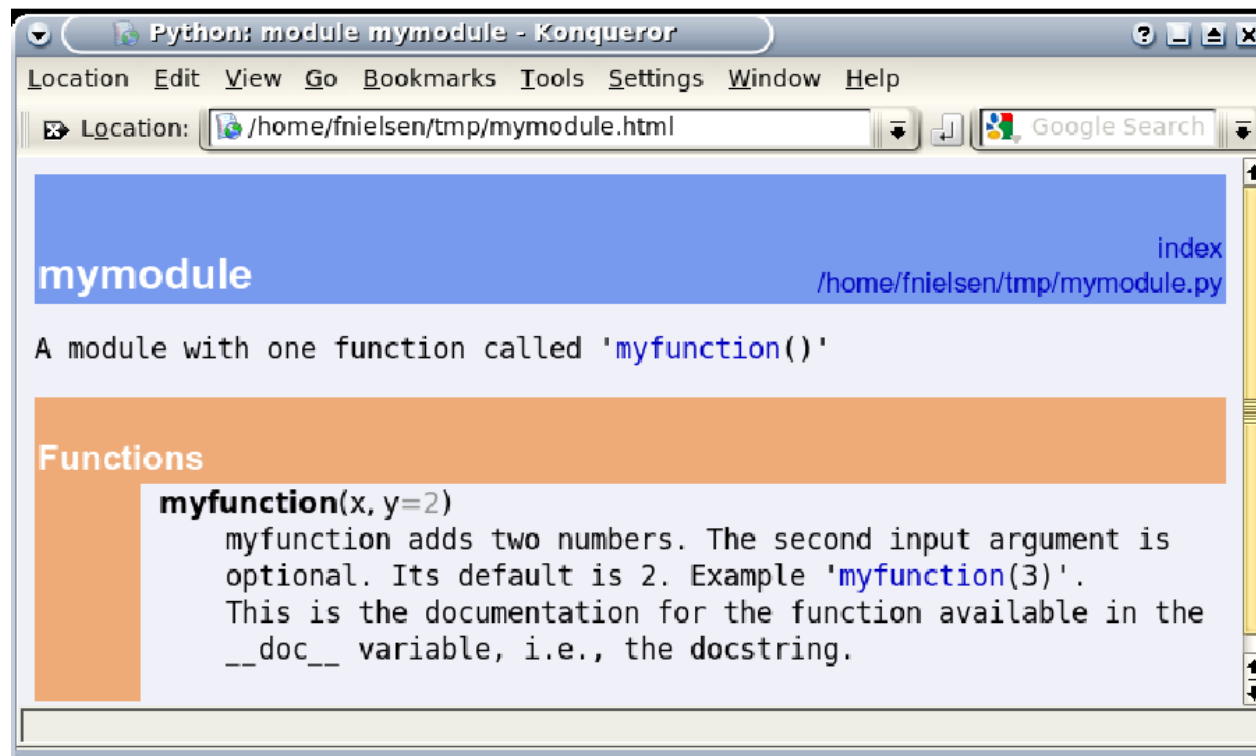 Python: module mymodule - Konqueror
Location Edit View Go Bookmarks Tools Settings Window Help
Location: /home/fnielsen/tmp/mymodule.html Google Search
index
mymodule /home/fnielsen/tmp/mymodule.py
A module with one function called 'myfunction()'
Functions
myfunction(x, y=2)
myfunction adds two numbers. The second input argument is
optional. Its default is 2. Example 'myfunction(3)'.
This is the documentation for the function available in the
__doc__ variable, i.e., the docstring.